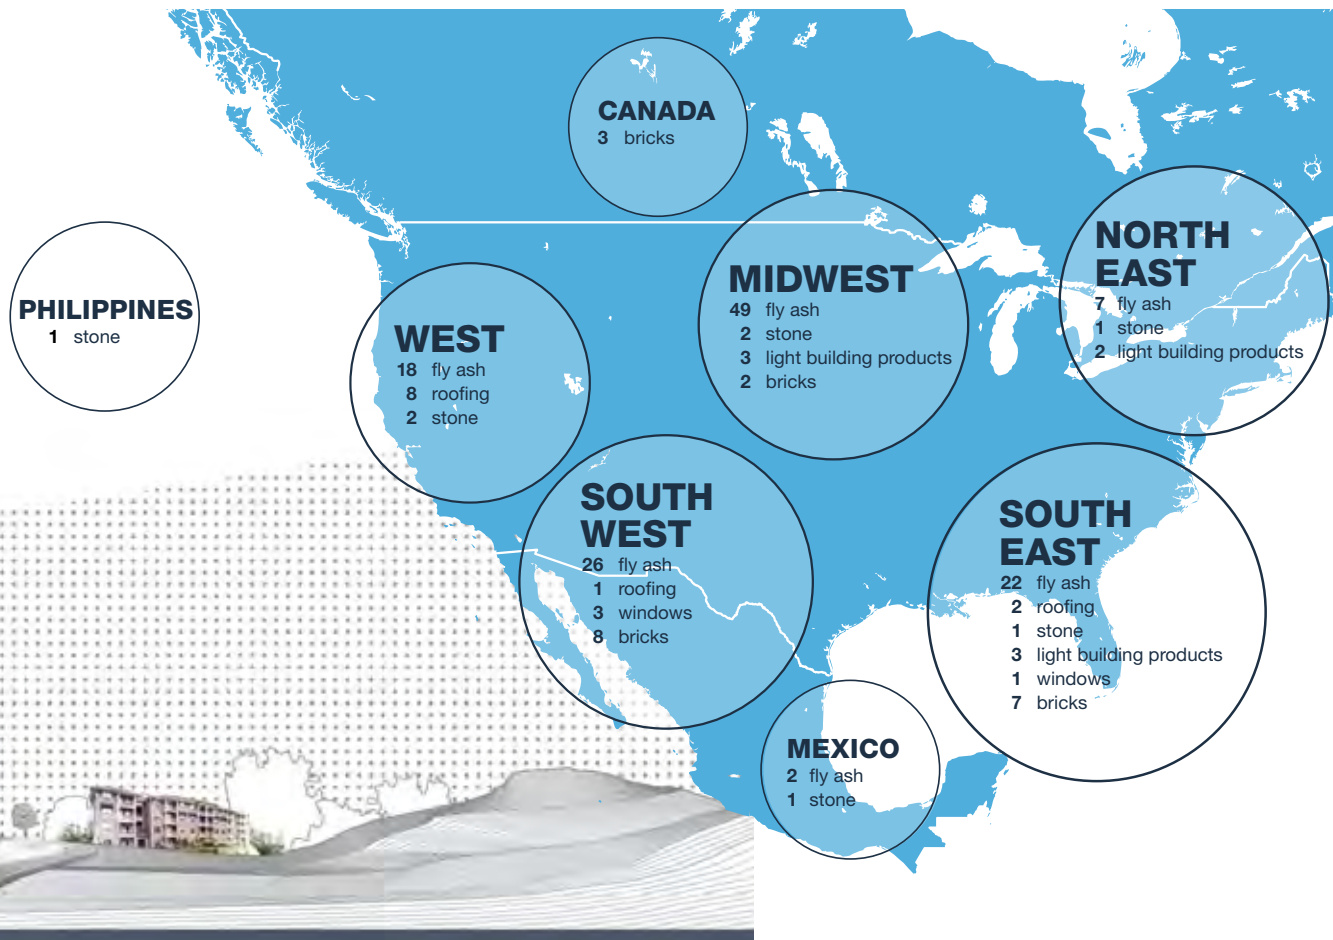 CANADA
3 bricks
PHILIPPINES
1 stone
WEST
18 fly ash
8 roofing
2 stone
MIDWEST
49 fly ash
2 stone
3 light building products
2 bricks
NORTH
EAST
7 fly ash
1 stone
2 light building products
SOUTH
WEST
26 fly ash
1 roofing
3 windows
8 bricks
SOUTH
EAST
22 fly ash
2 roofing
1 stone
3 light building products
1 windows
7 bricks
MEXICO
2 fly ash
1 stone